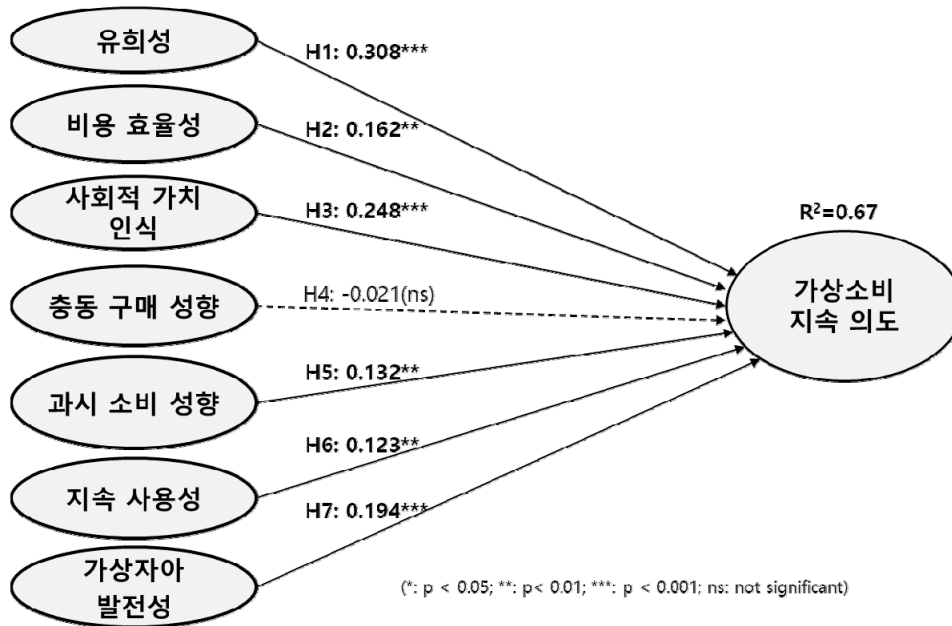 유희성
H1: 0.308***
비용 효율성
H2: 0.162**
사회적 가치
인식
H3: 0.248***
R²=0.67
충동 구매 성향
H4: -0.021(ns)
가상소비
지속 의도
과시 소비 성향
H5: 0.132**
지속 사용성
H6: 0.123**
가상자아
발전성
H7: 0.194***
(*: p < 0.05; **: p< 0.01; ***: p < 0.001; ns: not significant)